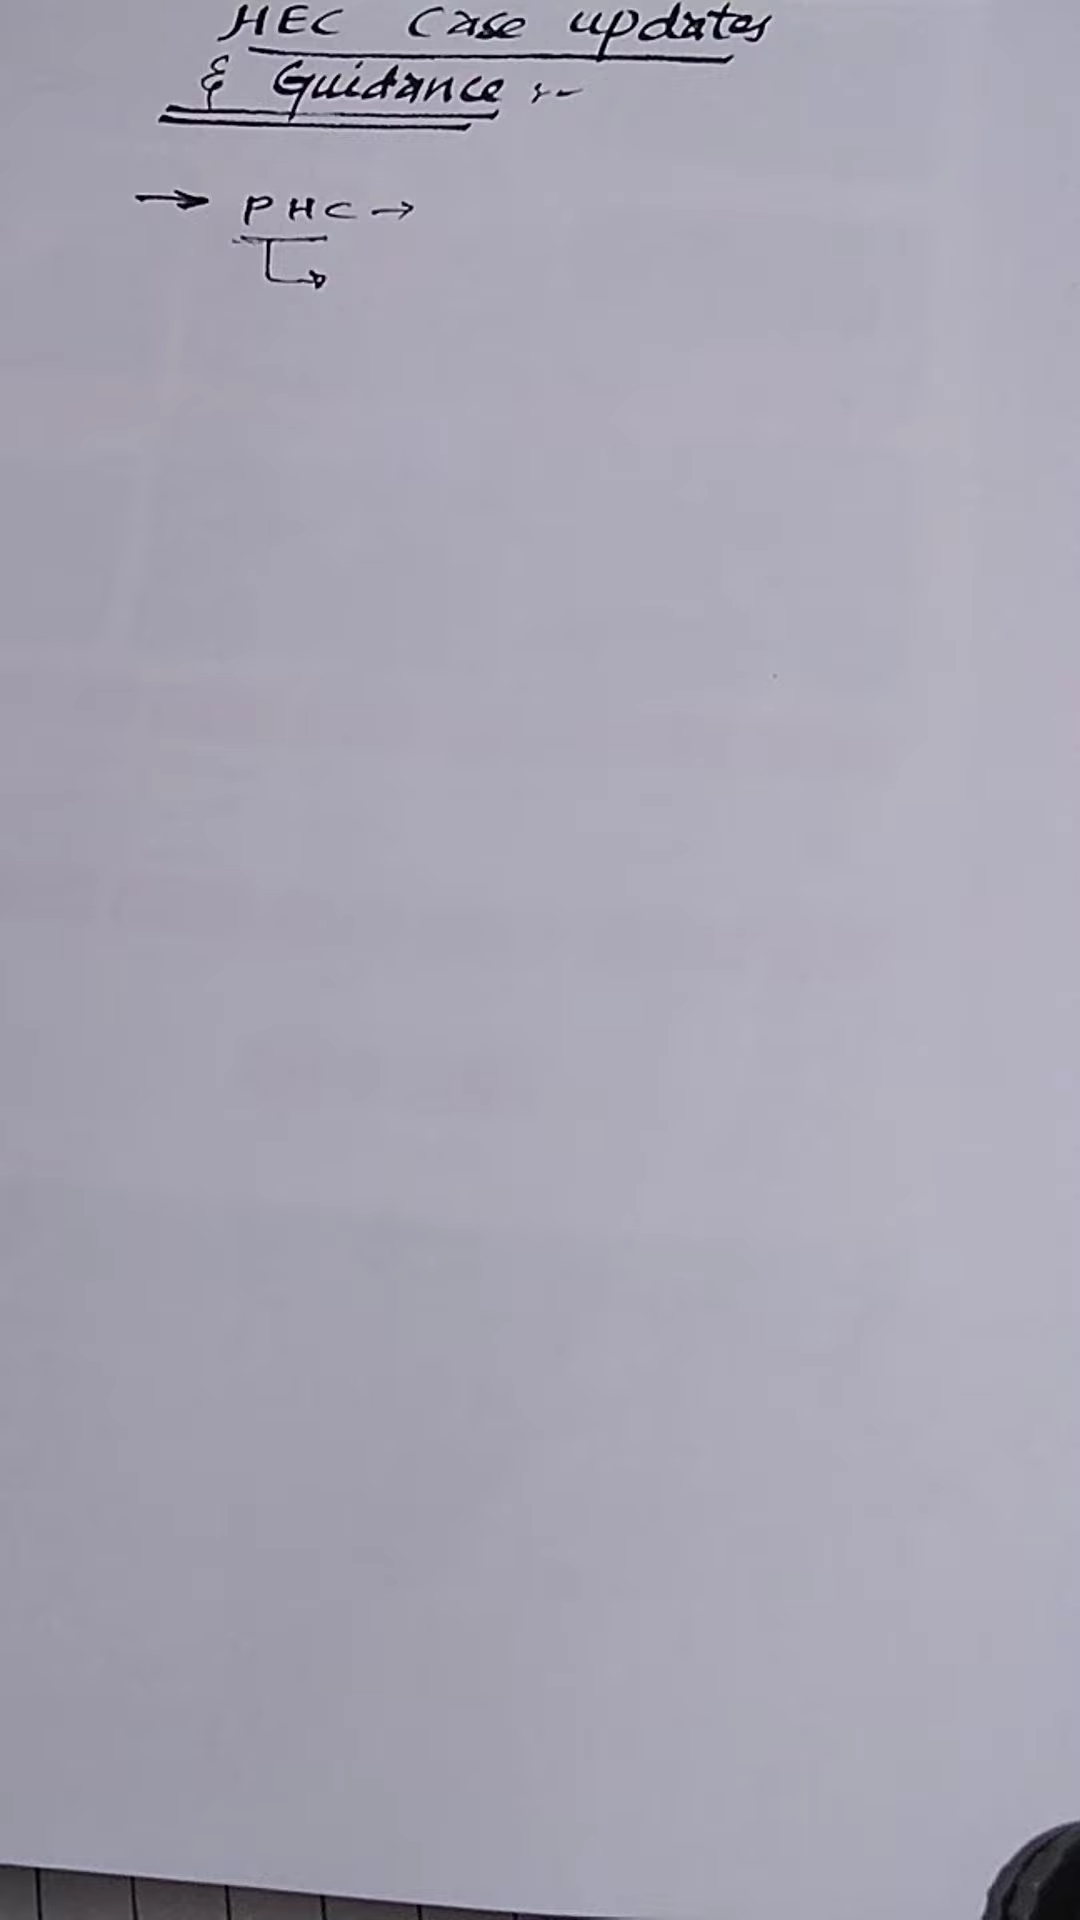 HEC Case updates
& Guidance :-
→ PHC →
↳